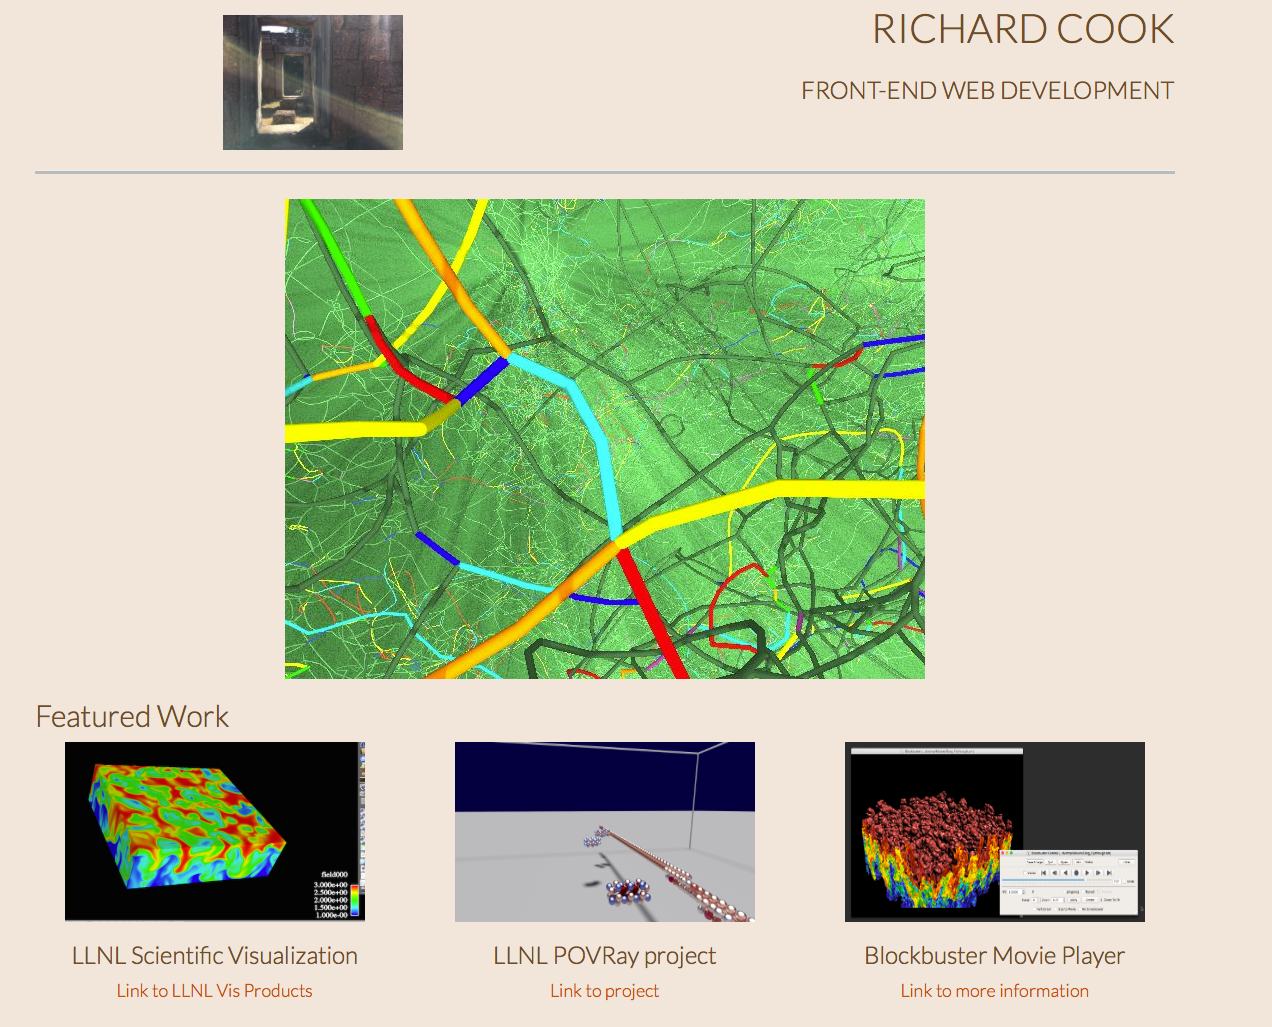 RICHARD COOK
FRONT-END WEB DEVELOPMENT
Featured Work
field000
3.000e+00
2.500e+00
2.000e+00
1.500e+00
1.000e-00
LLNL Scientific Visualization
LLNL POVRay project
Blockbuster Movie Player
Link to LLNL Vis Products
Link to project
Link to more information